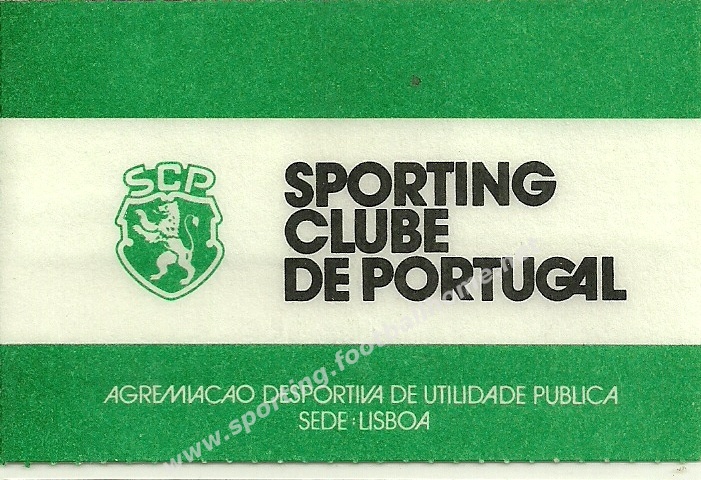 SCP
SPORTING
CLUBE
DE PORTUGAL
AGREMIACAO DESPORTIVA DE UTILIDADE PUBLICA
SEDE: LISBOA